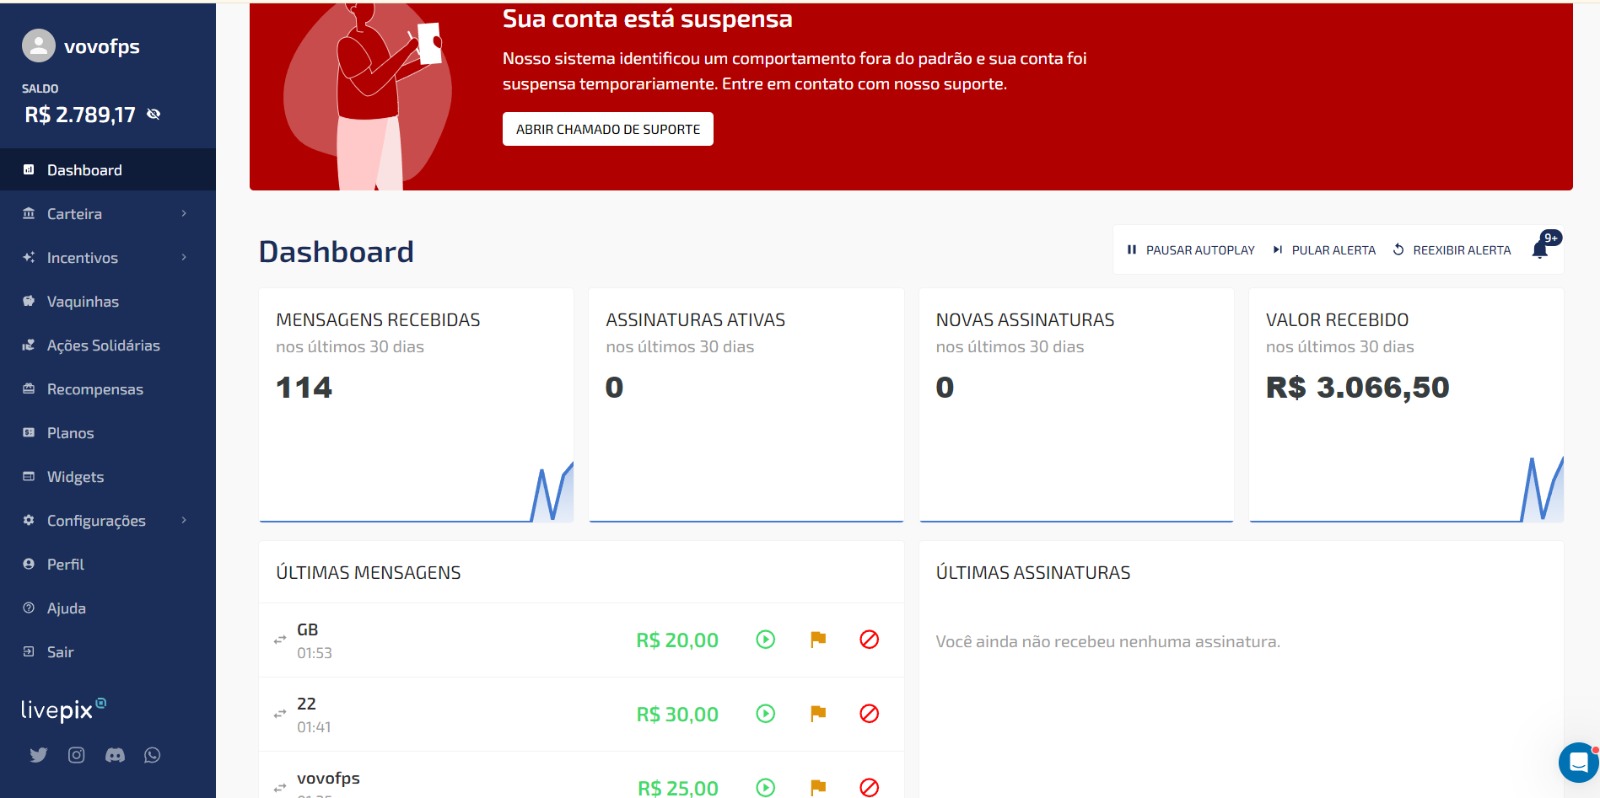 vovofps
SALDO
R$ 2.789,17
Dashboard
Carteira
Incentivos
Vaquinhas
Ações Solidárias
Recompensas
Planos
Widgets
Configurações
Perfil
Ajuda
Sair
livepix
Sua conta está suspensa
Nosso sistema identificou um comportamento fora do padrão e sua conta foi
suspensa temporariamente. Entre em contato com nosso suporte.
ABRIR CHAMADO DE SUPORTE
Dashboard
PAUSAR AUTOPLAY
PULAR ALERTA
REEXIBIR ALERTA
9+
MENSAGENS RECEBIDAS
nos últimos 30 dias
114
ASSINATURAS ATIVAS
nos últimos 30 dias
0
NOVAS ASSINATURAS
nos últimos 30 dias
0
VALOR RECEBIDO
nos últimos 30 dias
R$ 3.066,50
ÚLTIMAS MENSAGENS
GB
01:53
R$ 20,00
22
01:41
R$ 30,00
vovofps
R$ 25,00
ÚLTIMAS ASSINATURAS
Você ainda não recebeu nenhuma assinatura.